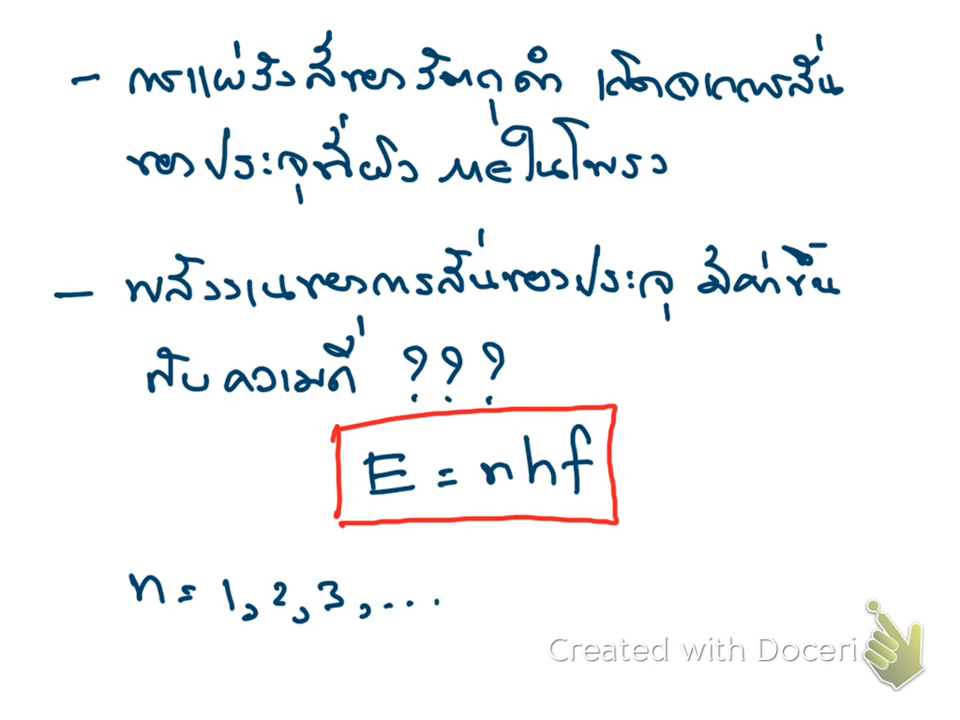 - การแผ่รังสีของวัตถุดำ เกิดจากการสั่น
ของประจุที่ผิว และในโพรง
- พลังงานของการสั่นของประจุ มีค่าขึ้น
กับความถี่ ???
E = nhf
n = 1, 2, 3, ...
Created with Doceri